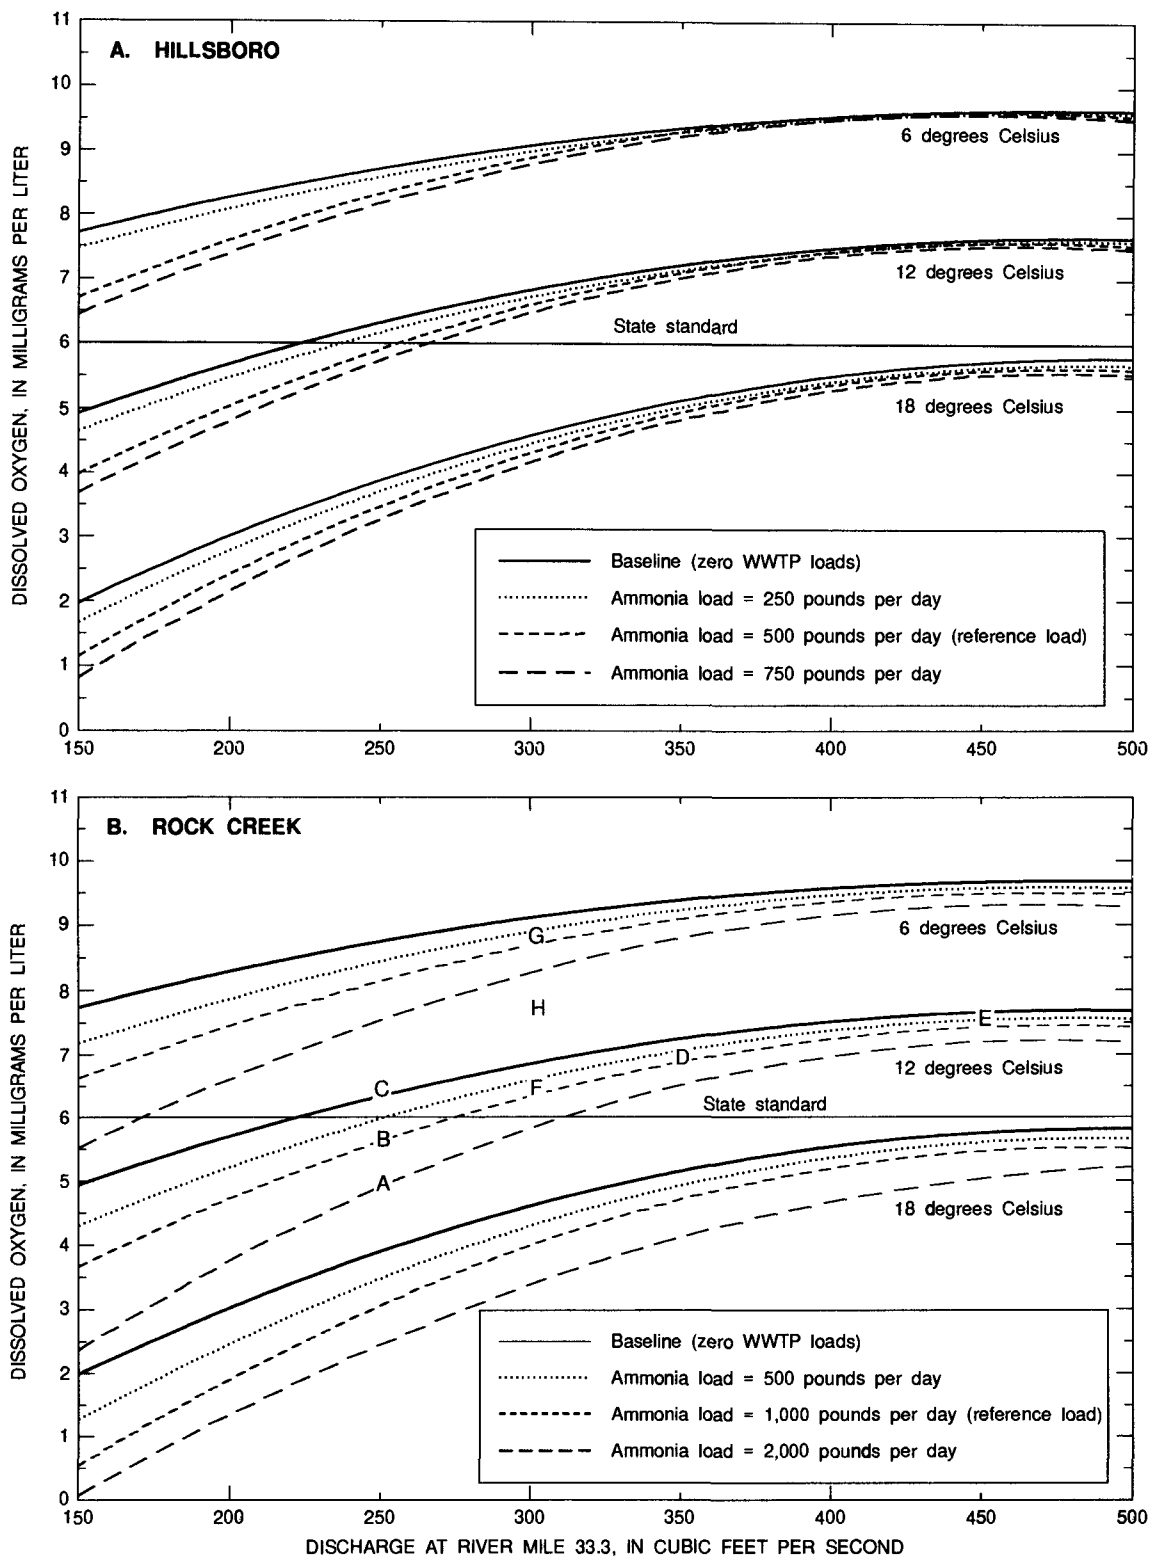 A. HILLSBORO
11
10
9
8
7
6
5
4
3
2
1
0
DISSOLVED OXYGEN, IN MILLIGRAMS PER LITER
6 degrees Celsius
12 degrees Celsius
State standard
18 degrees Celsius
Baseline (zero WWTP loads)
Ammonia load = 250 pounds per day
Ammonia load = 500 pounds per day (reference load)
Ammonia load = 750 pounds per day
150 200 250 300 350 400 450 500
B. ROCK CREEK
11
10
9
8
7
6
5
4
3
2
1
0
DISSOLVED OXYGEN, IN MILLIGRAMS PER LITER
G
6 degrees Celsius
H
E
D
12 degrees Celsius
C
F
State standard
B
A
18 degrees Celsius
Baseline (zero WWTP loads)
Ammonia load = 500 pounds per day
Ammonia load = 1,000 pounds per day (reference load)
Ammonia load = 2,000 pounds per day
150 200 250 300 350 400 450 500
DISCHARGE AT RIVER MILE 33.3, IN CUBIC FEET PER SECOND